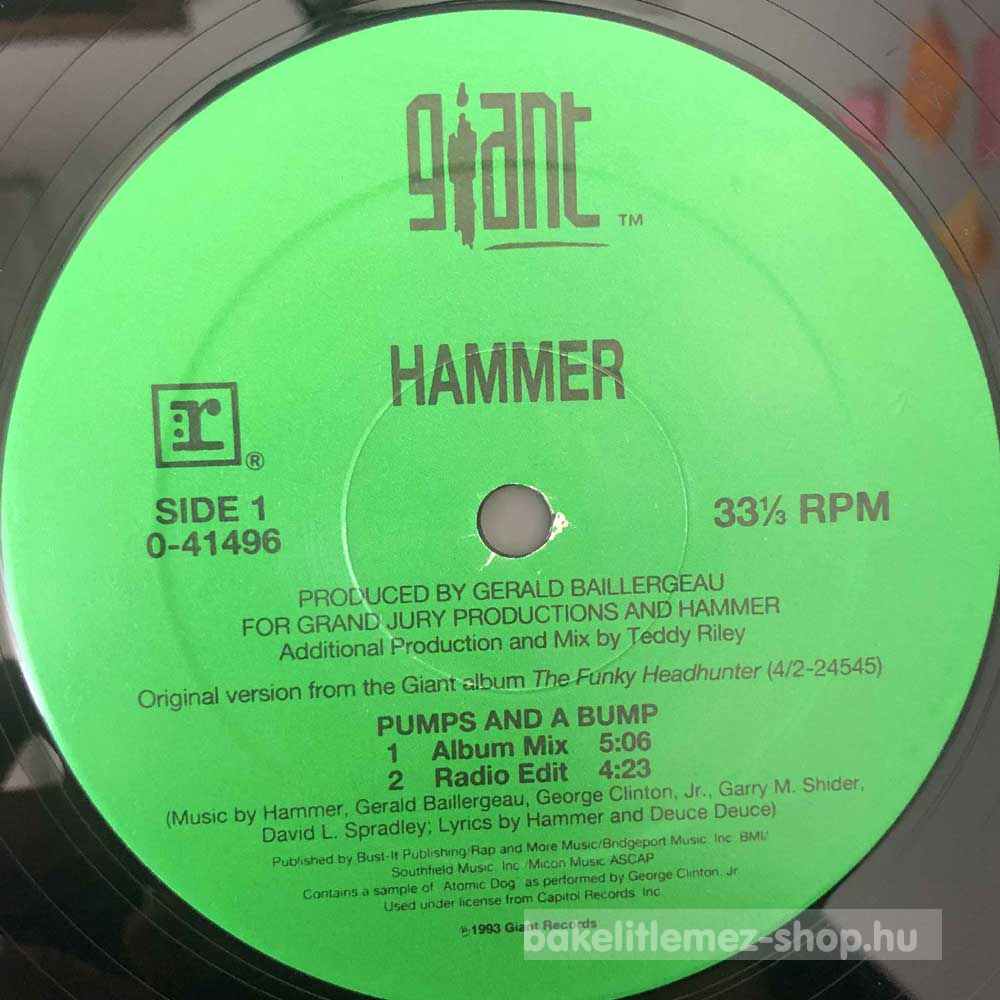 giant ™
HAMMER
r ®
SIDE 1
0-41496
33⅓ RPM
PRODUCED BY GERALD BAILLERGEAU
FOR GRAND JURY PRODUCTIONS AND HAMMER
Additional Production and Mix by Teddy Riley
Original version from the Giant album The Funky Headhunter (4/2-24545)
PUMPS AND A BUMP
1 Album Mix 5:06
2 Radio Edit 4:23
(Music by Hammer, Gerald Baillergeau, George Clinton, Jr., Garry M. Shider,
David L. Spradley; Lyrics by Hammer and Deuce Deuce)
Published by Bust-It Publishing/Rap and More Music/Bridgeport Music, Inc. BMI/
Southfield Music, Inc./Micon Music ASCAP
Contains a sample of "Atomic Dog" as performed by George Clinton, Jr.
Used under license from Capitol Records, Inc.
℗ 1993 Giant Records
bakelitlemez-shop.hu